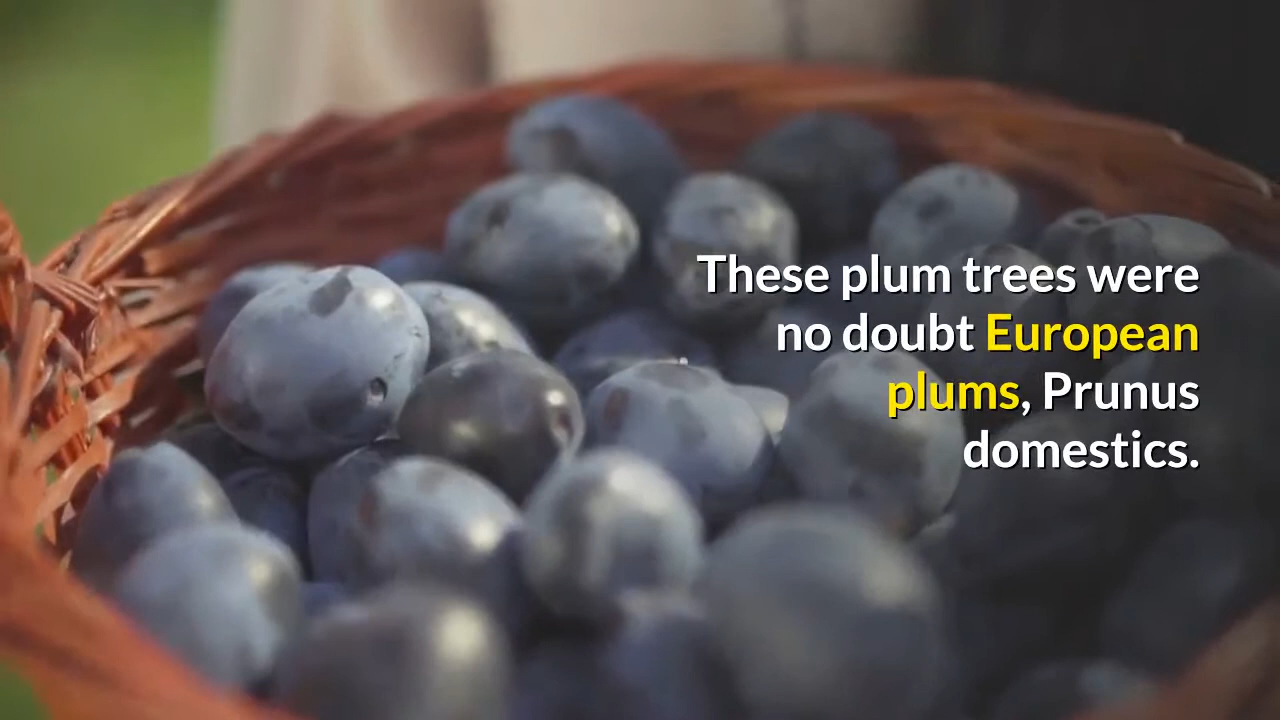 These plum trees were
no doubt European
plums, Prunus
domestics.